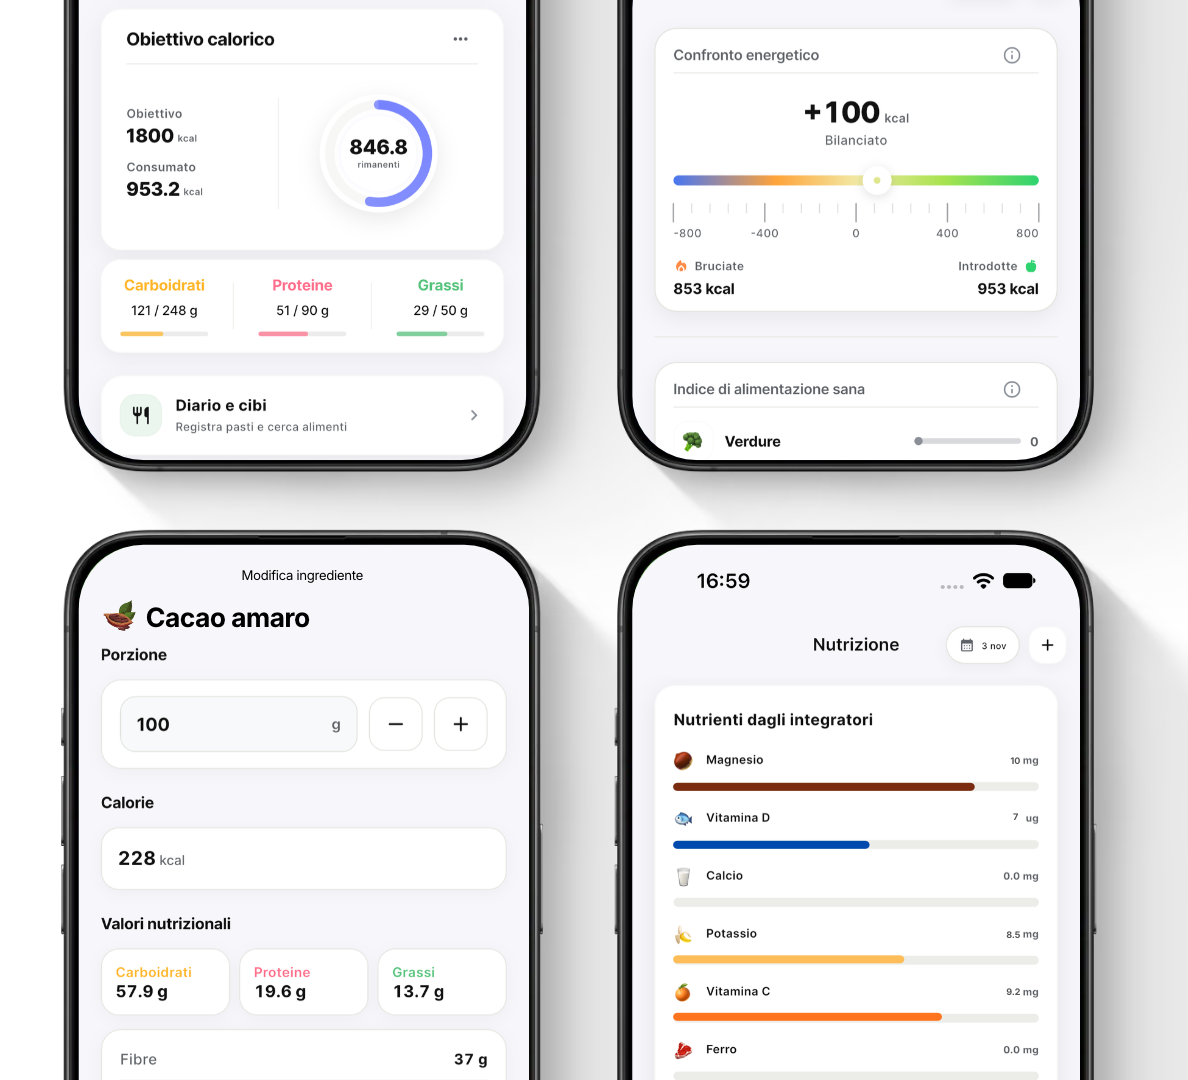 Obiettivo calorico
Obiettivo
1800 kcal
Consumato
953.2 kcal
846.8
rimanenti
Carboidrati
121 / 248 g
Proteine
51 / 90 g
Grassi
29 / 50 g
Diario e cibi
Registra pasti e cerca alimenti
Confronto energetico
+100 kcal
Bilanciato
-800 -400 0 400 800
Bruciate
853 kcal
Introdotte
953 kcal
Indice di alimentazione sana
Verdure 0
Modifica ingrediente
Cacao amaro
Porzione
100 g
Calorie
228 kcal
Valori nutrizionali
Carboidrati
57.9 g
Proteine
19.6 g
Grassi
13.7 g
Fibre 37 g
16:59
Nutrizione
3 nov
Nutrienti dagli integratori
Magnesio 10 mg
Vitamina D 7 ug
Calcio 0.0 mg
Potassio 8.5 mg
Vitamina C 9.2 mg
Ferro 0.0 mg